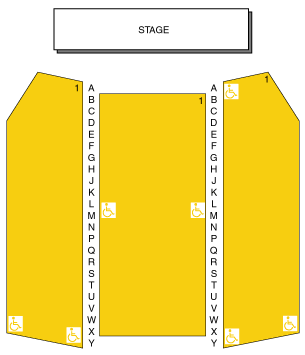 STAGE
1 1 1
A A
B B
C C
D D
E E
F F
G G
H H
J J
K K
L L
M M
N N
P P
Q Q
R R
S S
T T
U U
V V
W W
X X
Y Y